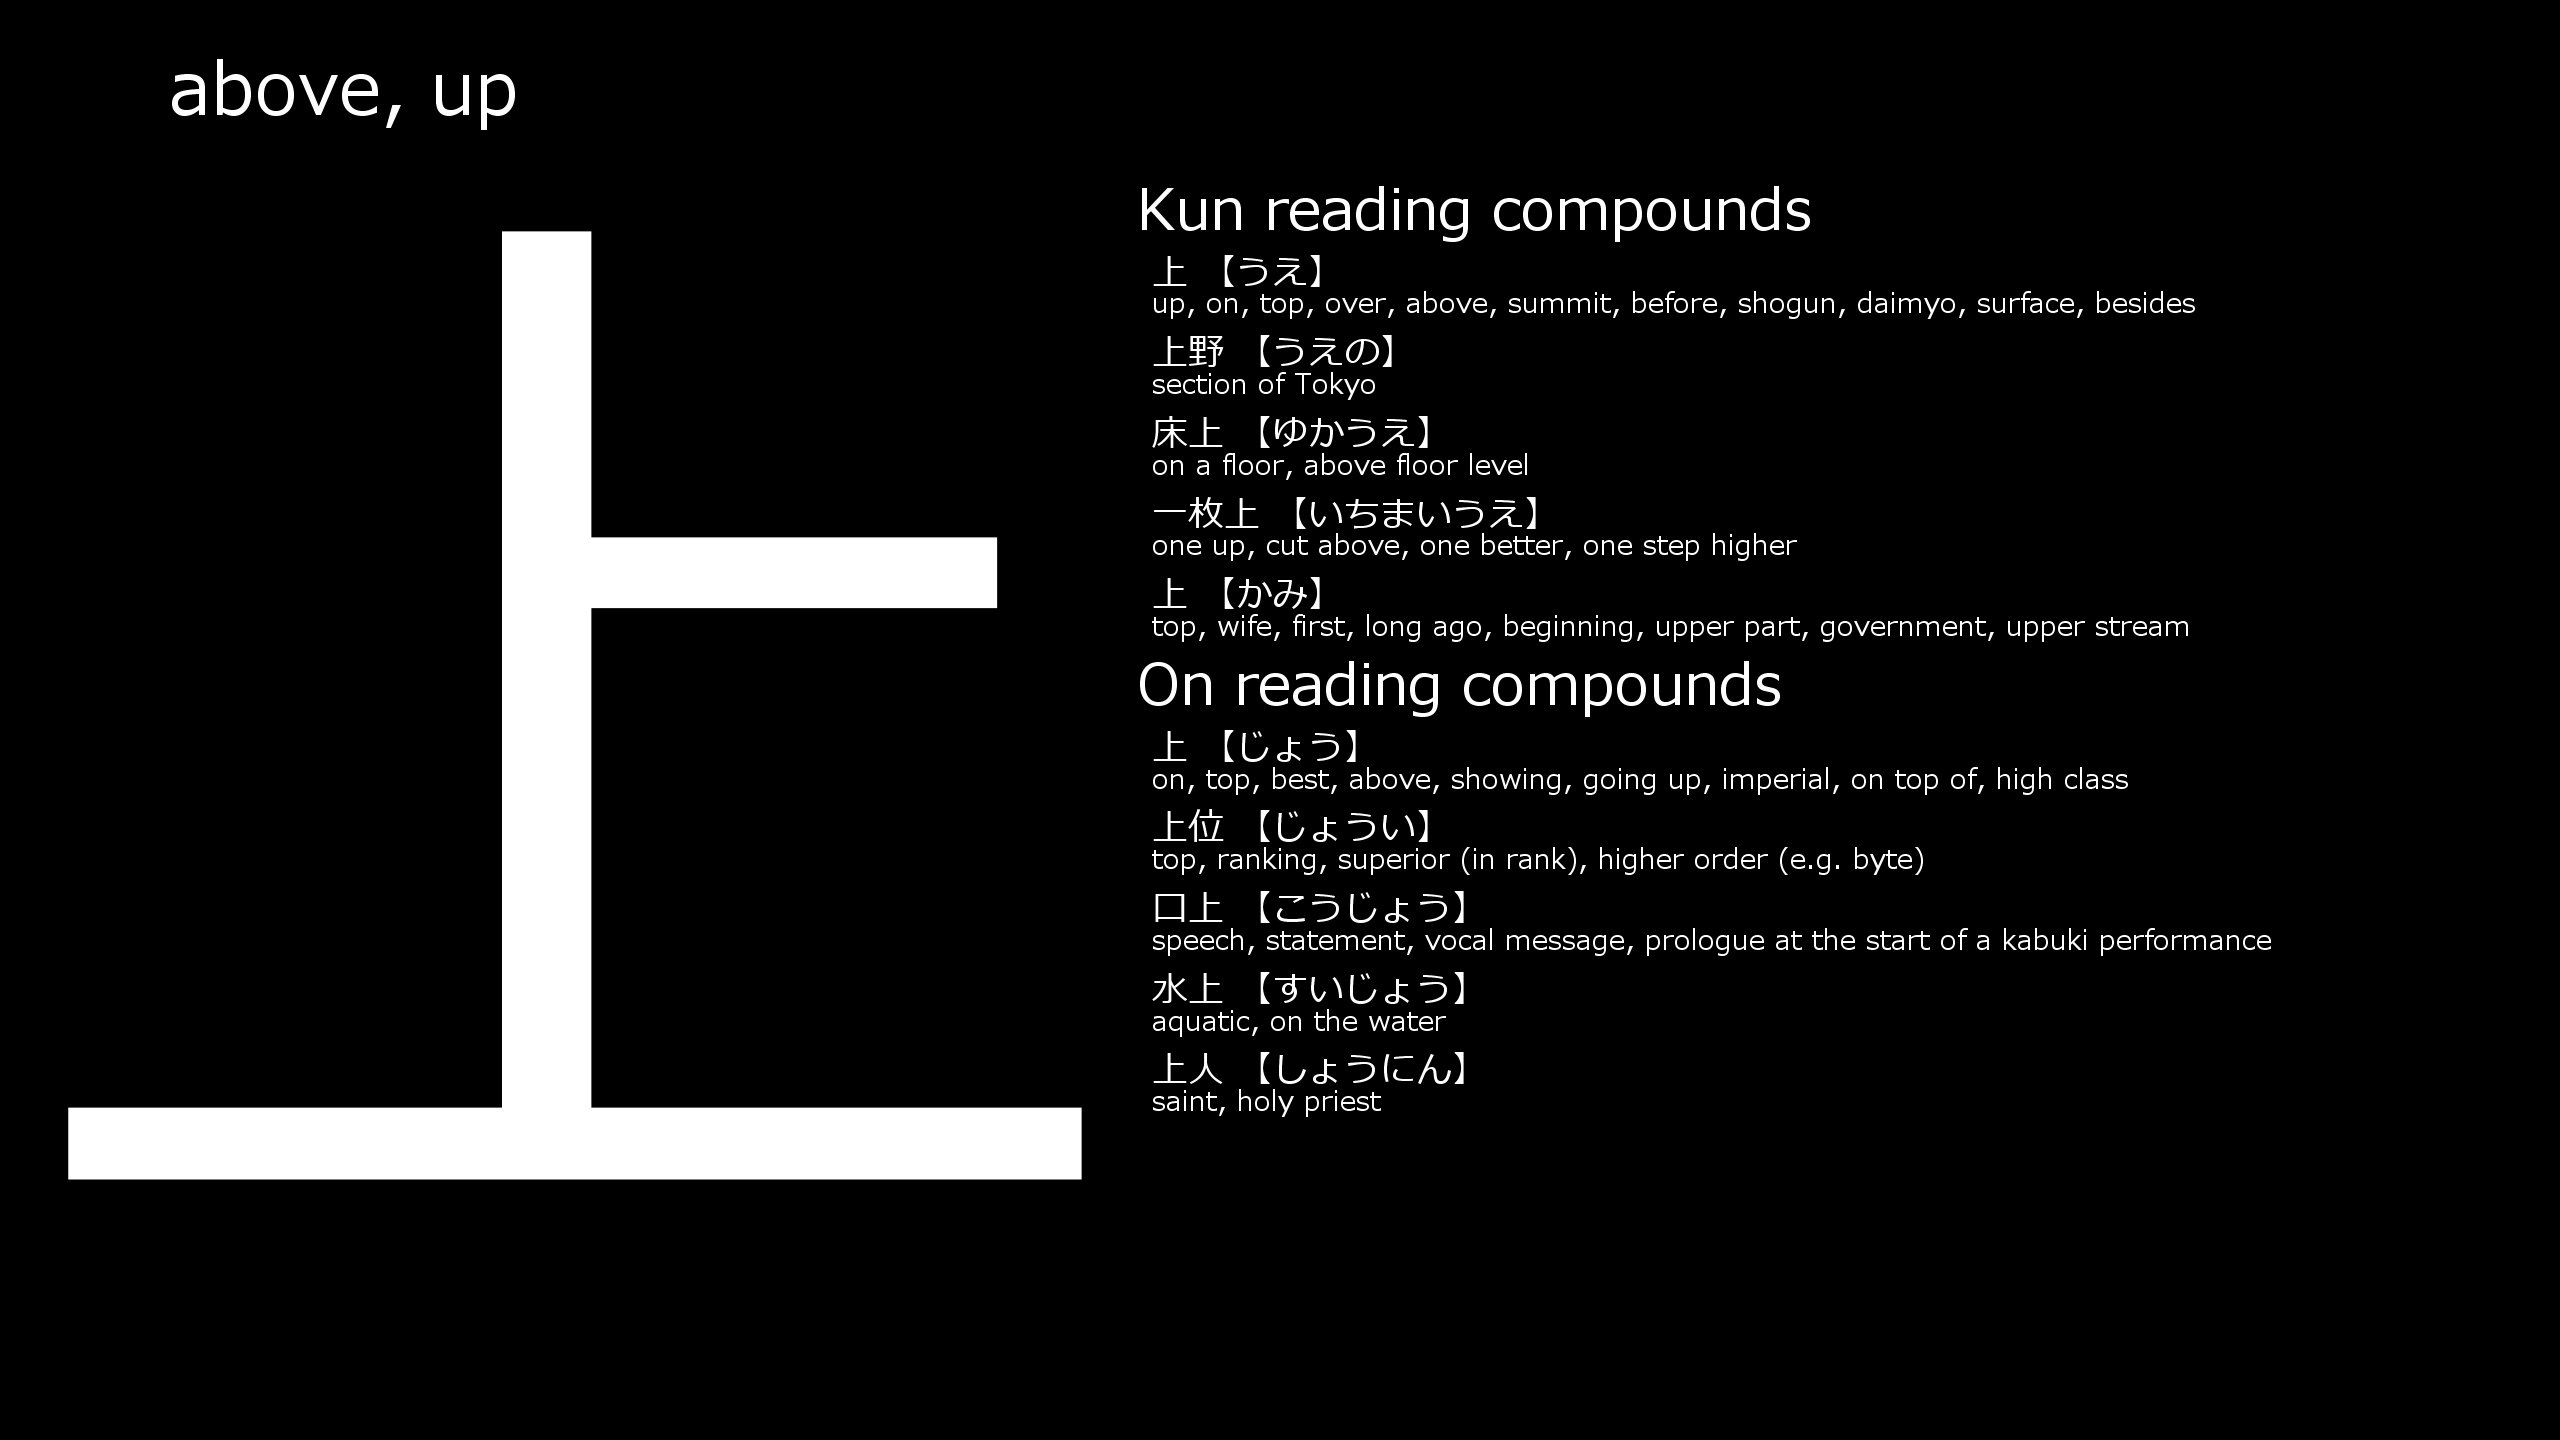 above, up
上
Kun reading compounds
上 【うえ】
up, on, top, over, above, summit, before, shogun, daimyo, surface, besides
上野 【うえの】
section of Tokyo
床上 【ゆかうえ】
on a floor, above floor level
一枚上 【いちまいうえ】
one up, cut above, one better, one step higher
上 【かみ】
top, wife, first, long ago, beginning, upper part, government, upper stream
On reading compounds
上 【じょう】
on, top, best, above, showing, going up, imperial, on top of, high class
上位 【じょうい】
top, ranking, superior (in rank), higher order (e.g. byte)
口上 【こうじょう】
speech, statement, vocal message, prologue at the start of a kabuki performance
水上 【すいじょう】
aquatic, on the water
上人 【しょうにん】
saint, holy priest